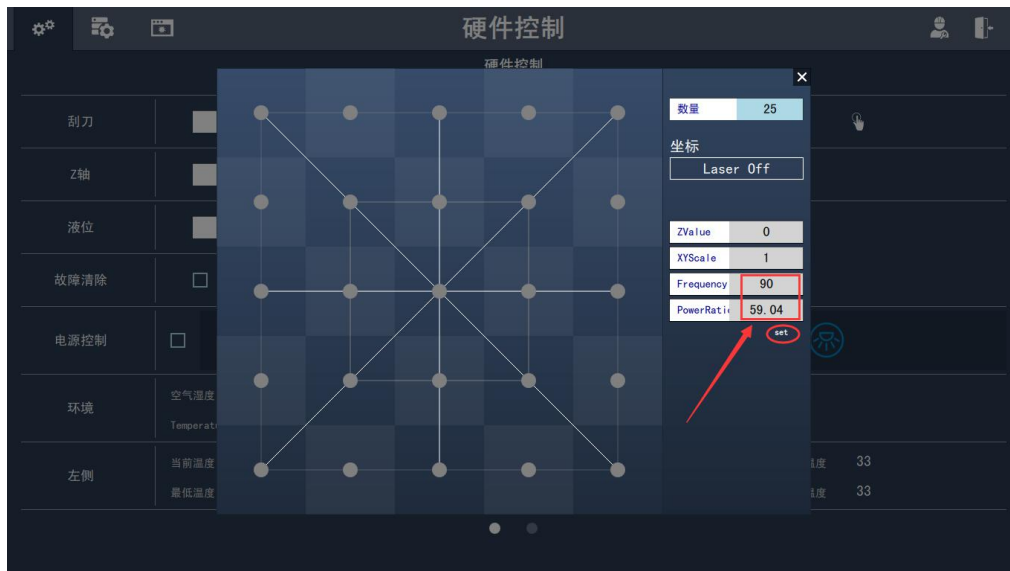 硬件控制
硬件控制
刮刀
Z轴
液位
故障清除
电源控制
环境
空气湿度
左侧
当前温度
最低温度
数量 25
坐标
Laser Off
ZValue 0
XYScale 1
Frequency 90
PowerRati 59.04
set
温度 33
温度 33